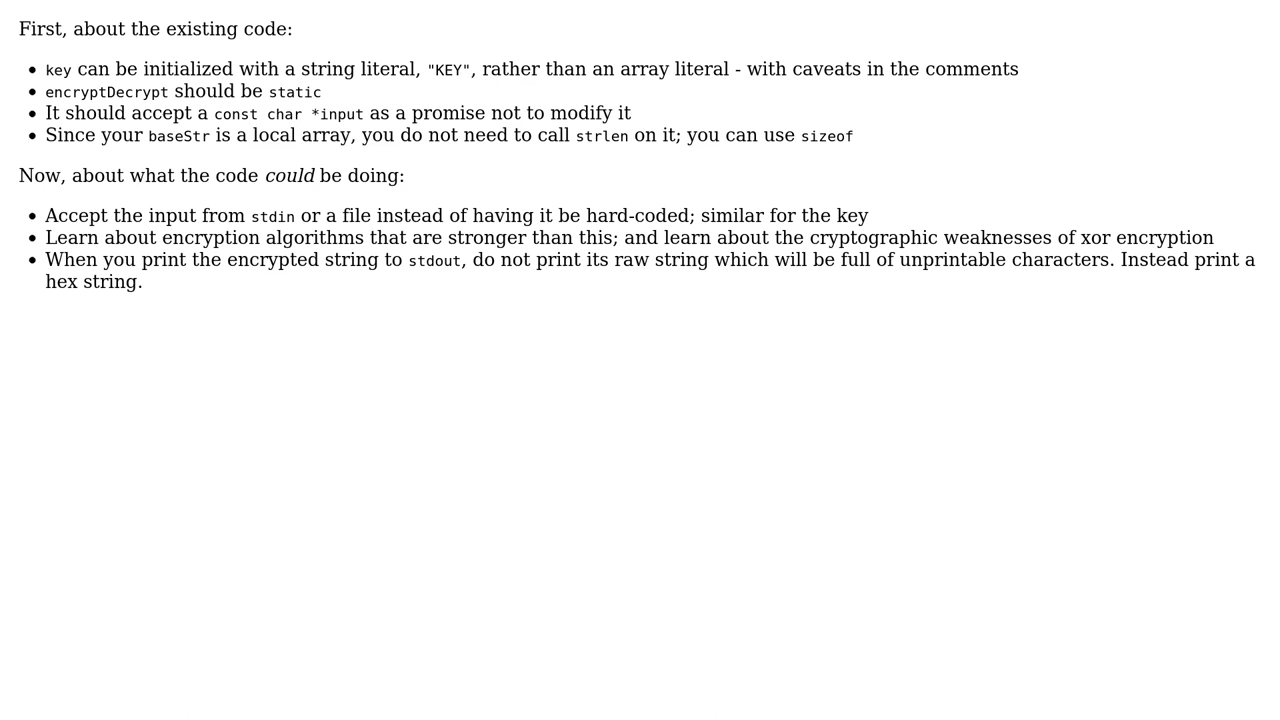 First, about the existing code:
key can be initialized with a string literal, "KEY", rather than an array literal - with caveats in the comments
encryptDecrypt should be static
It should accept a const char *input as a promise not to modify it
Since your baseStr is a local array, you do not need to call strlen on it; you can use sizeof
Now, about what the code could be doing:
Accept the input from stdin or a file instead of having it be hard-coded; similar for the key
Learn about encryption algorithms that are stronger than this; and learn about the cryptographic weaknesses of xor encryption
When you print the encrypted string to stdout, do not print its raw string which will be full of unprintable characters. Instead print a
hex string.